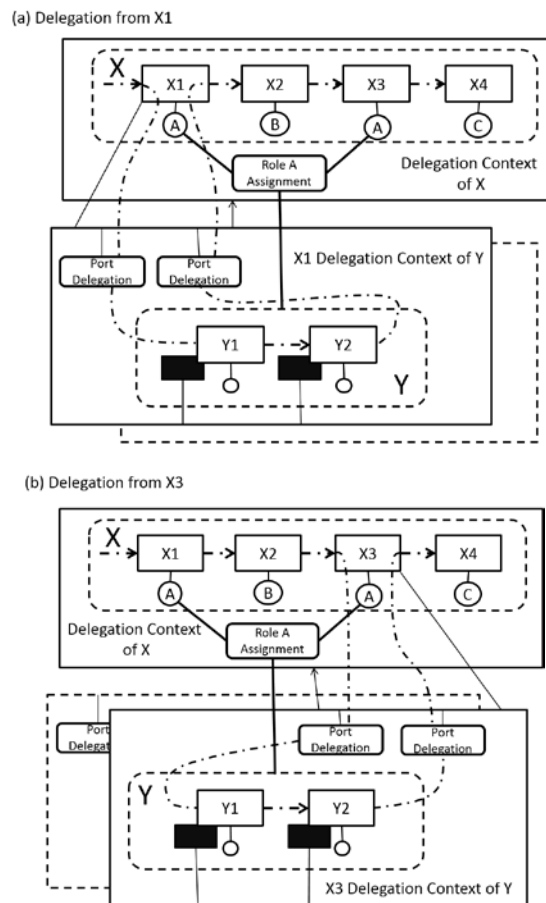 (a) Delegation from X1
X
X1
X2
X3
X4
A
B
A
C
Role A
Assignment
Delegation Context
of X
Port
Delegation
Port
Delegation
X1 Delegation Context of Y
Y1
Y2
Y
(b) Delegation from X3
X
X1
X2
X3
X4
A
B
A
C
Delegation Context
of X
Role A
Assignment
Port
Delegat
Port
Delegation
Port
Delegation
Y
Y1
Y2
X3 Delegation Context of Y